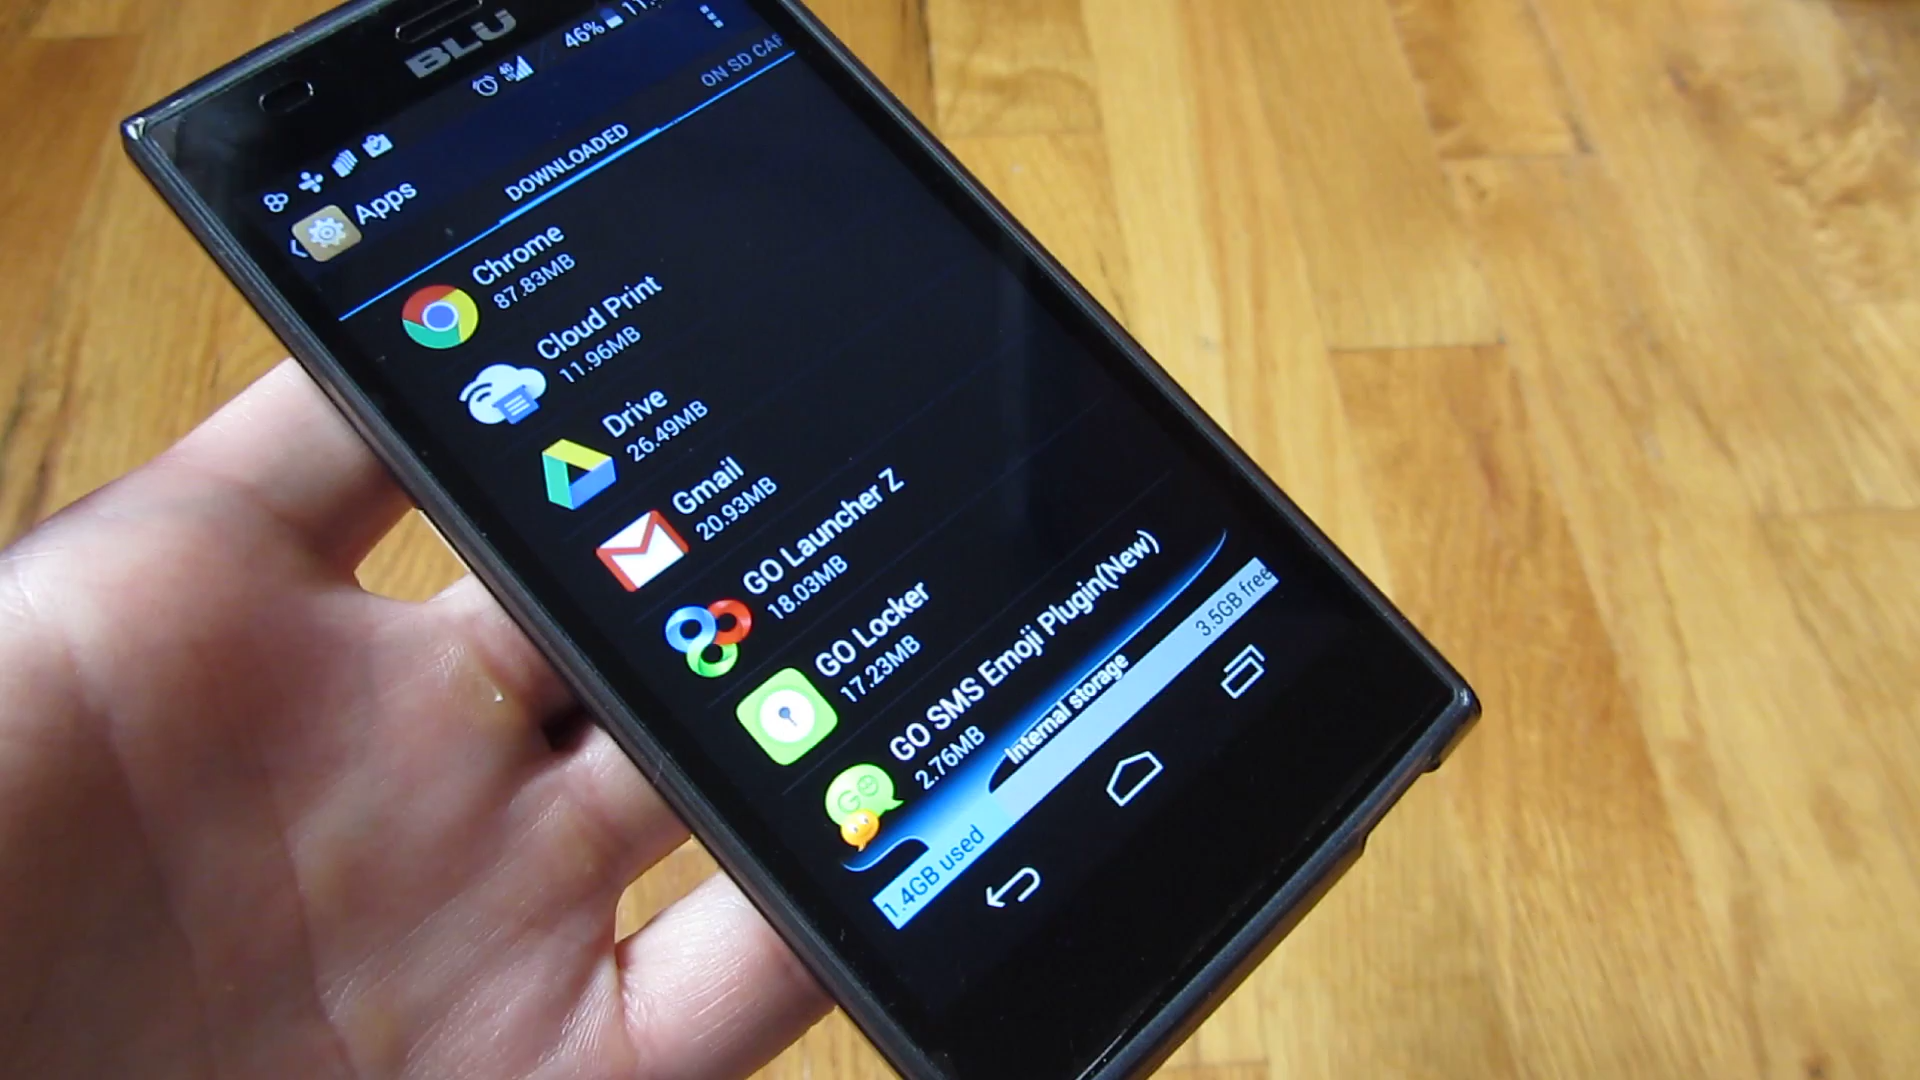 BLU
46%
Apps
DOWNLOADED
ON SD
Chrome
87.83MB
Cloud Print
11.96MB
Drive
26.49MB
Gmail
20.93MB
GO Launcher Z
18.03MB
GO Locker
17.23MB
GO SMS Emoji Plugin(New)
2.76MB
GO
Internal storage
1.4GB used
3.5GB free